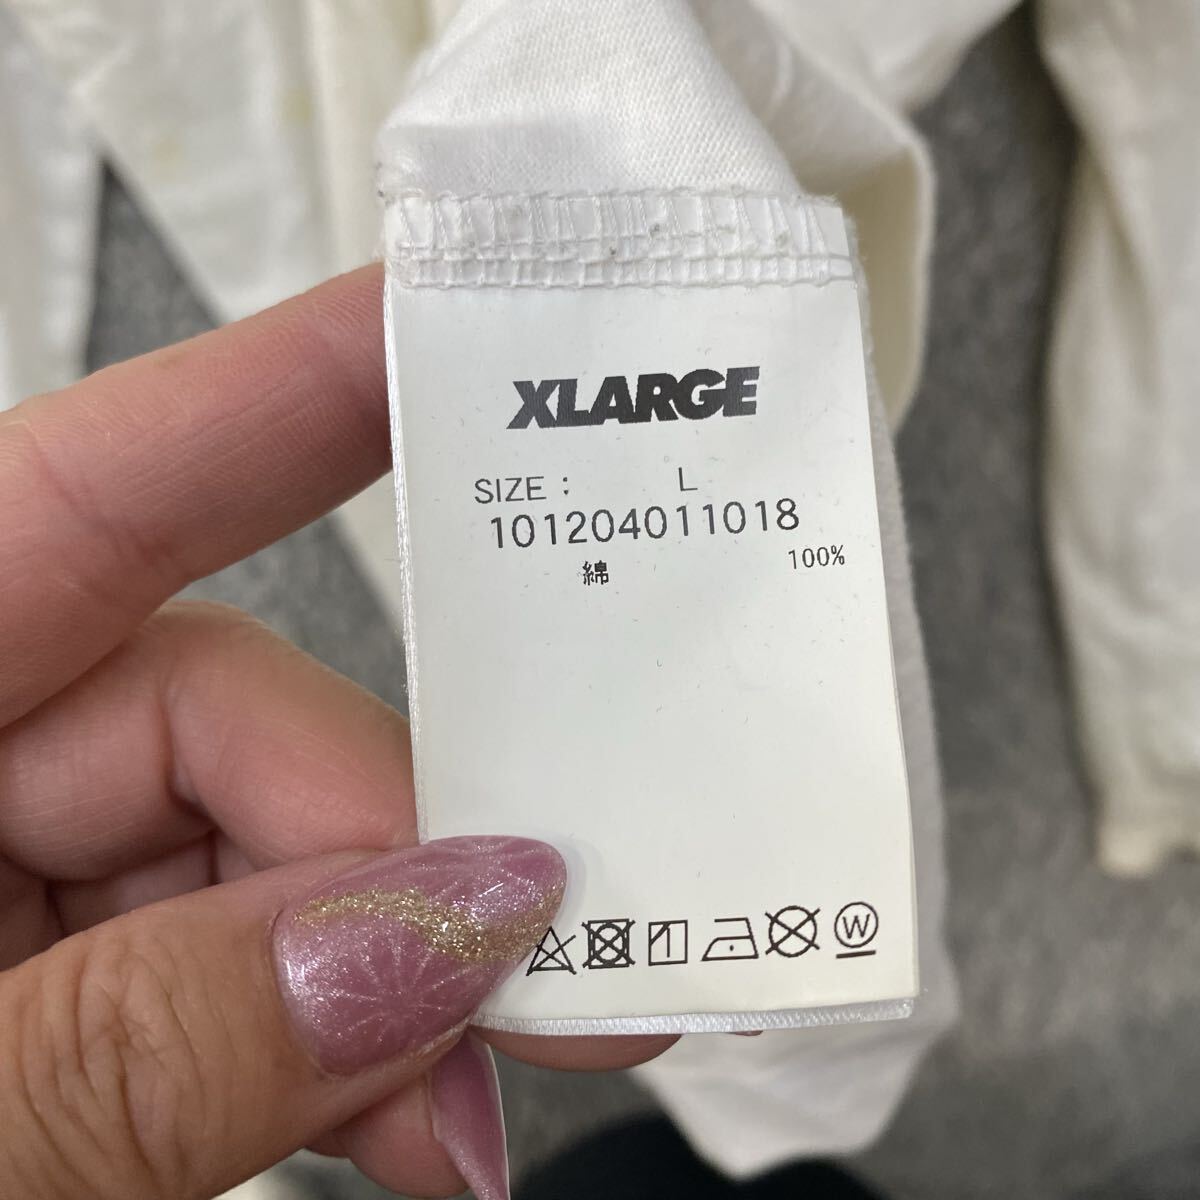 XLARGE
SIZE : L
101204011018
綿 100%
W